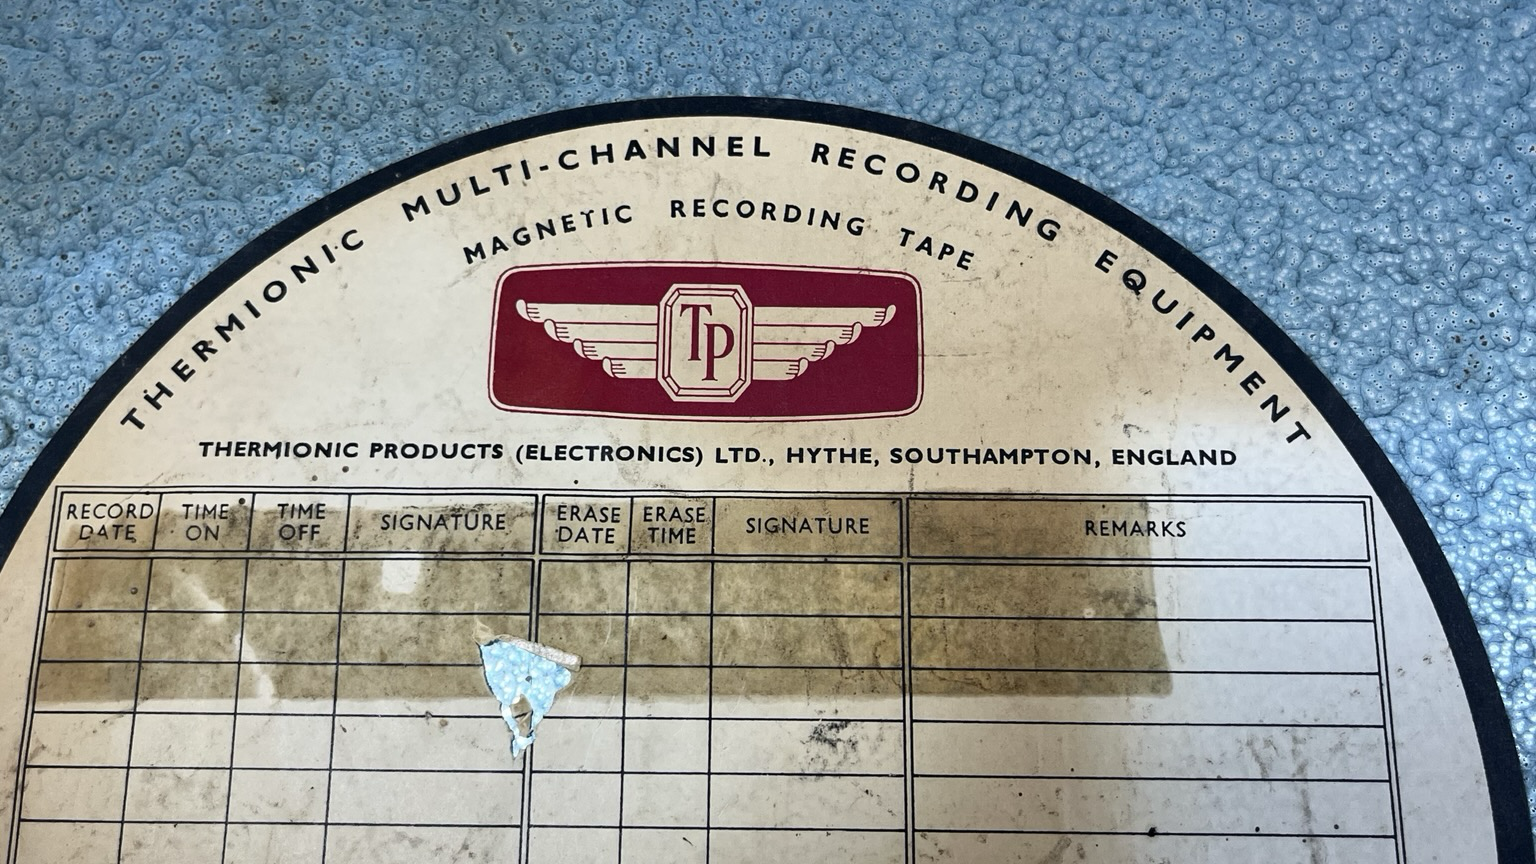 THERMIONIC MULTI-CHANNEL RECORDING EQUIPMENT
MAGNETIC RECORDING TAPE
TP
THERMIONIC PRODUCTS (ELECTRONICS) LTD., HYTHE, SOUTHAMPTON, ENGLAND
RECORD DATE TIME ON TIME OFF SIGNATURE ERASE DATE ERASE TIME SIGNATURE REMARKS